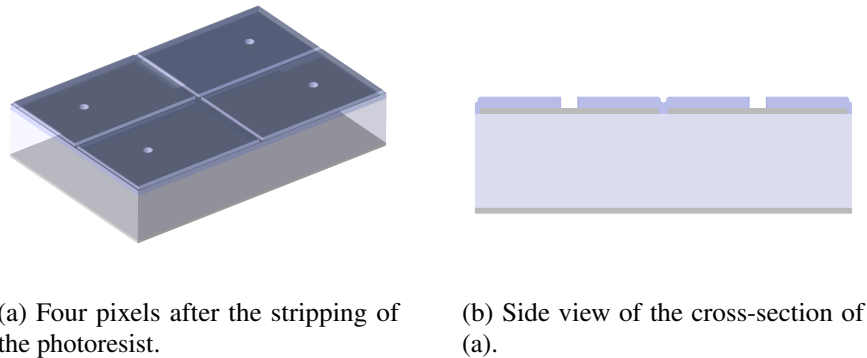 (a) Four pixels after the stripping of
the photoresist.
(b) Side view of the cross-section of
(a).